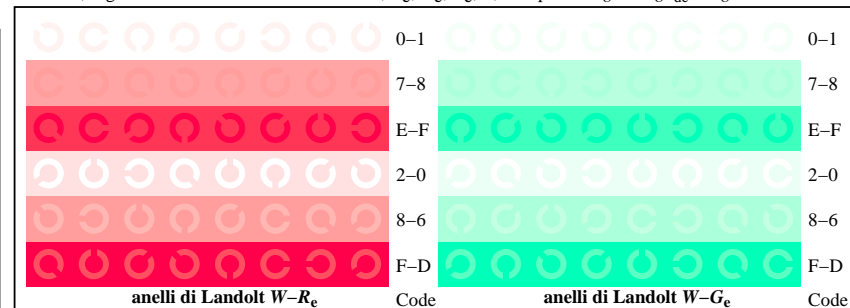 0–1 0–1
7–8 7–8
E–F E–F
2–0 2–0
8–6 8–6
F–D F–D
anelli di Landolt W–Re Code anelli di Landolt W–Ge Code